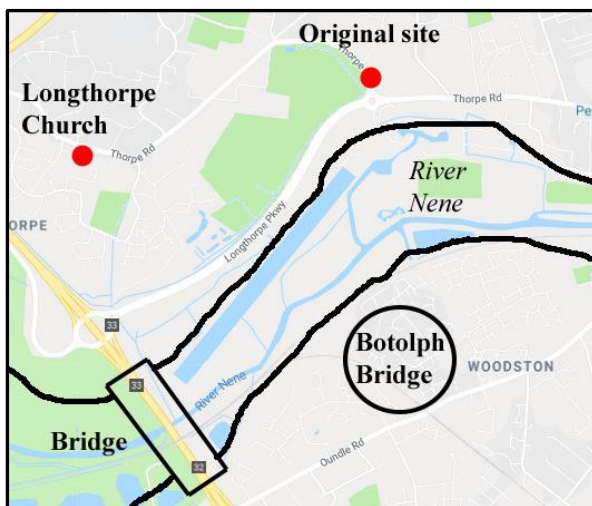 Original site
Thorpe
Longthorpe
Church
Thorpe Rd
Thorpe Rd
Pe
River
Nene
Longthorpe Pkwy
ORPE
33
33
Botolph
Bridge
WOODSTON
River Nene
Bridge
32
Oundle Rd